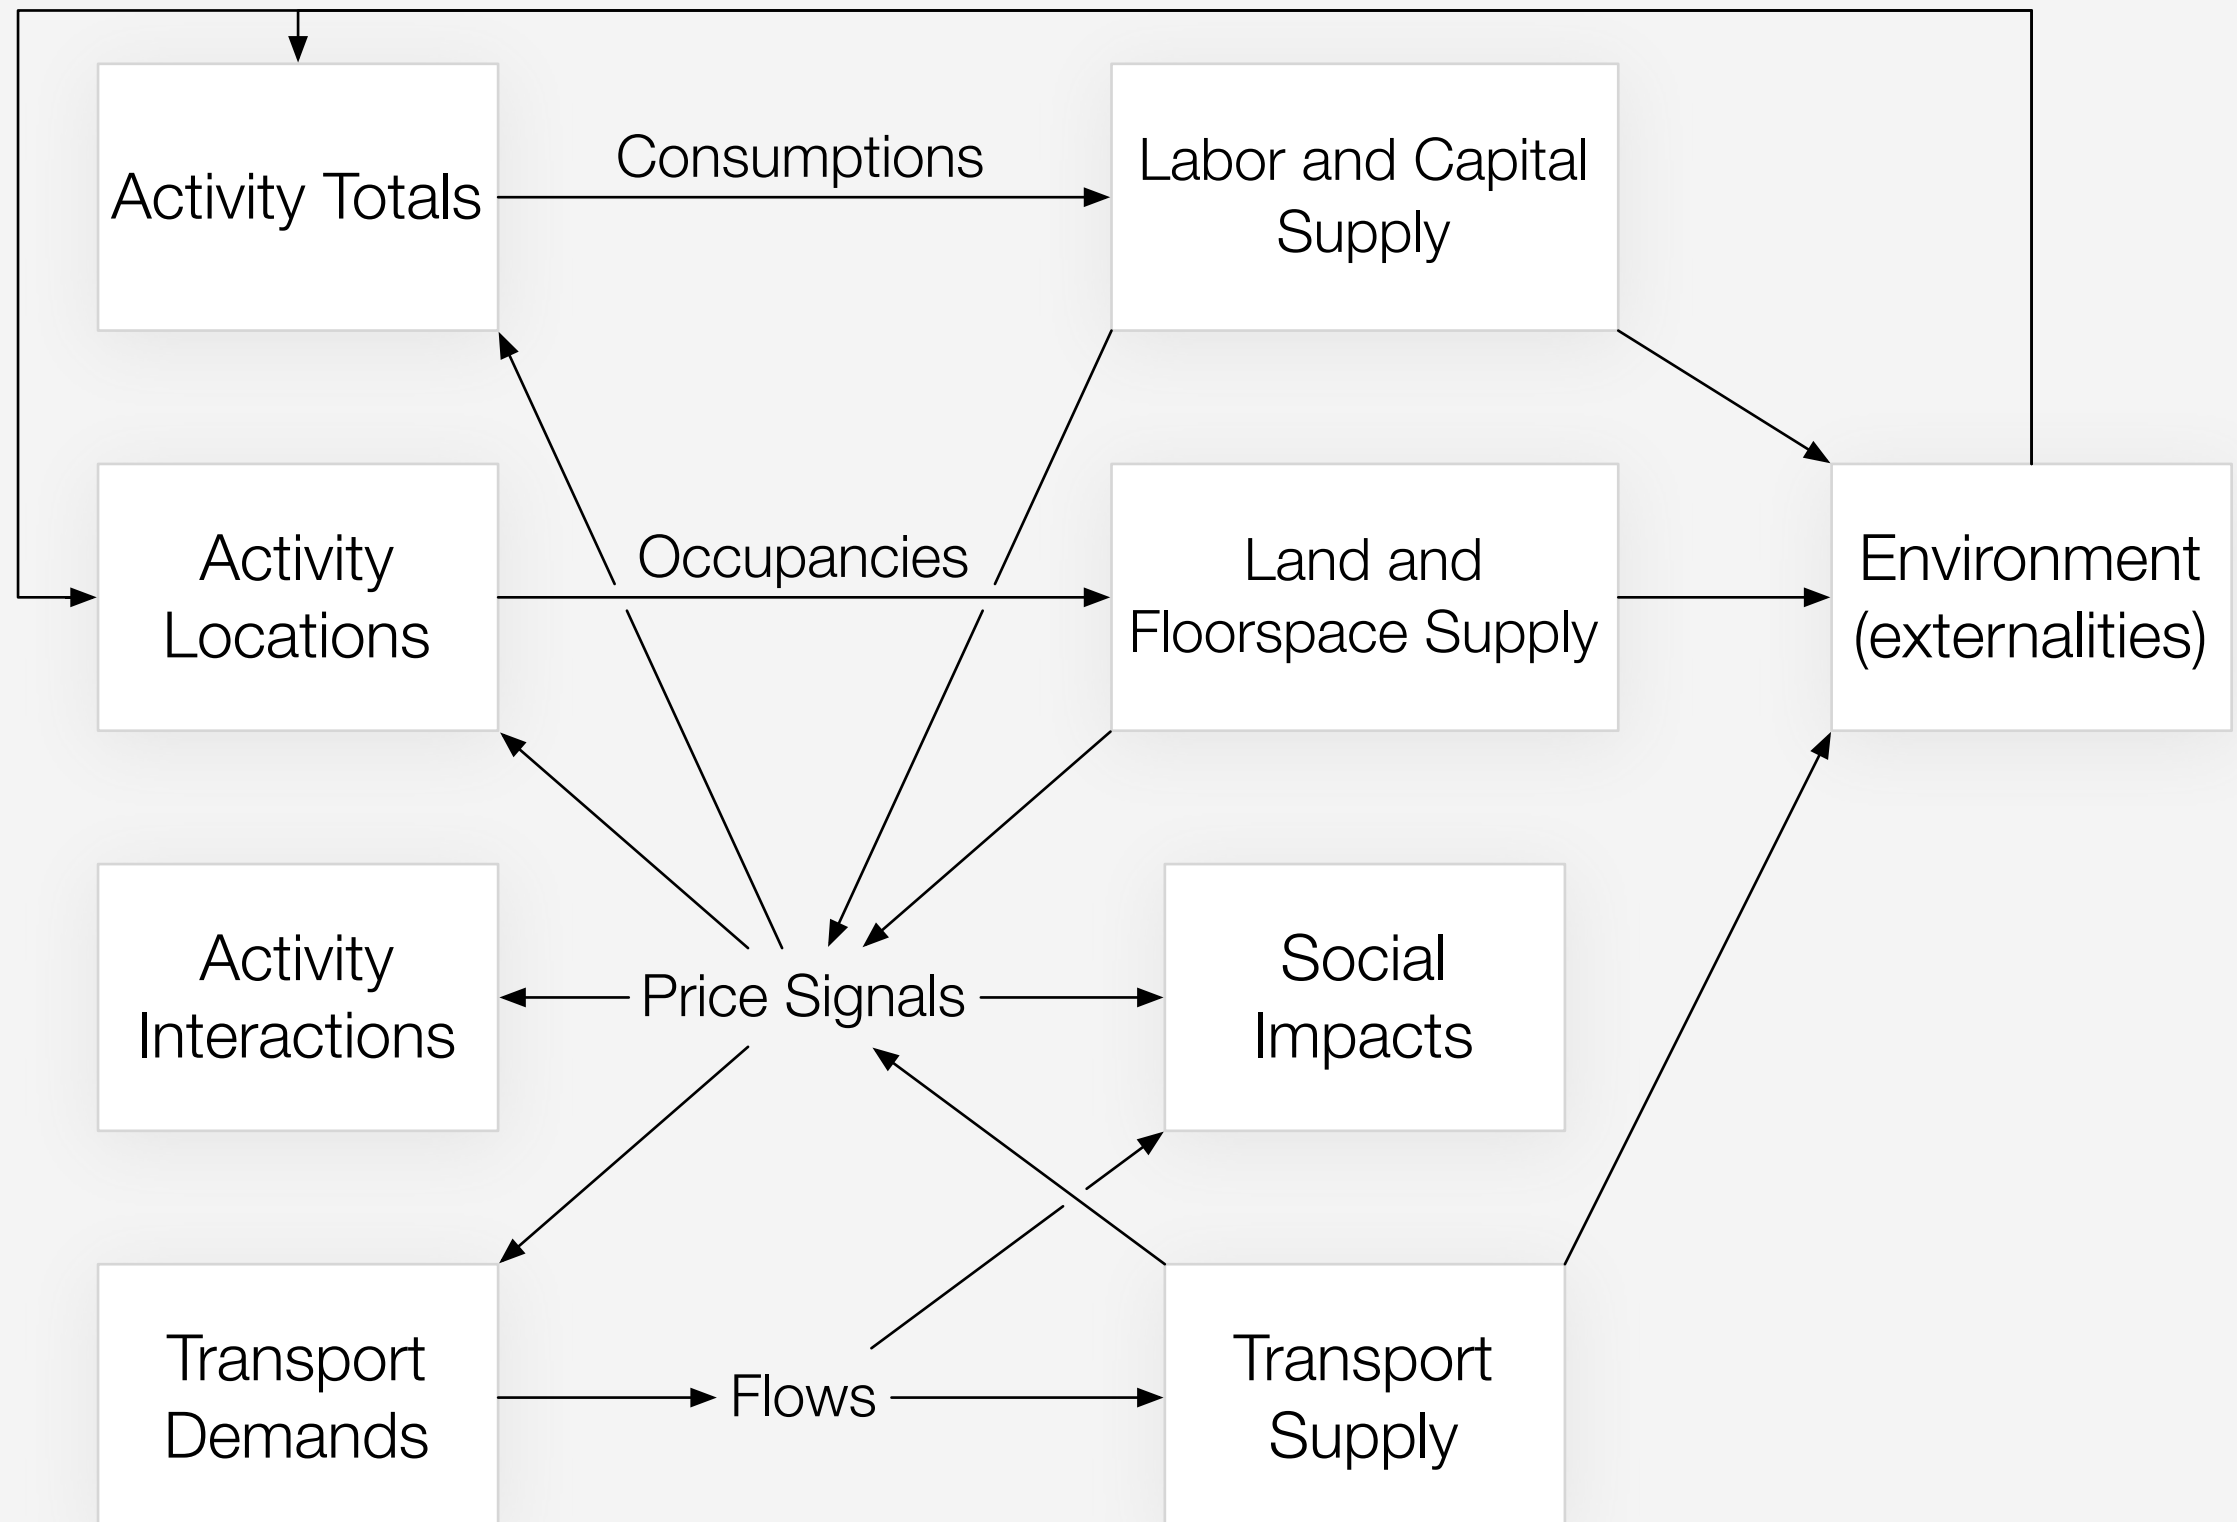 Activity Totals
Consumptions
Labor and Capital
Supply
Activity
Locations
Occupancies
Land and
Floorspace Supply
Environment
(externalities)
Activity
Interactions
Price Signals
Social
Impacts
Transport
Demands
Flows
Transport
Supply